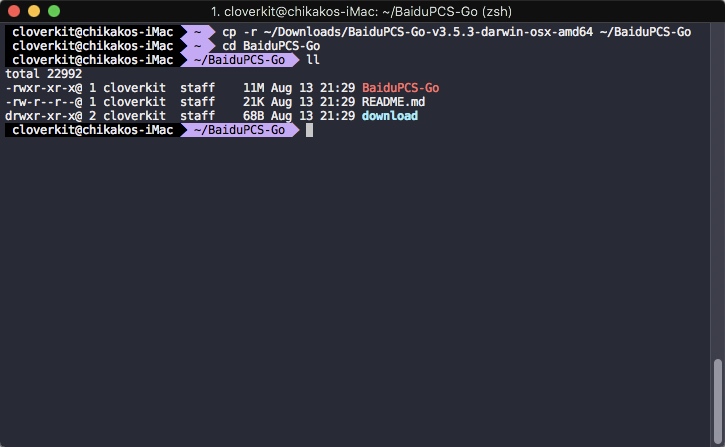 1. cloverkit@chikakos-iMac: ~/BaiduPCS-Go (zsh)
cloverkit@chikakos-iMac ~ cp -r ~/Downloads/BaiduPCS-Go-v3.5.3-darwin-osx-amd64 ~/BaiduPCS-Go
cloverkit@chikakos-iMac ~ cd BaiduPCS-Go
cloverkit@chikakos-iMac ~/BaiduPCS-Go ll
total 22992
-rwxr-xr-x@ 1 cloverkit staff 11M Aug 13 21:29 BaiduPCS-Go
-rw-r--r--@ 1 cloverkit staff 21K Aug 13 21:29 README.md
drwxr-xr-x@ 2 cloverkit staff 68B Aug 13 21:29 download
cloverkit@chikakos-iMac ~/BaiduPCS-Go